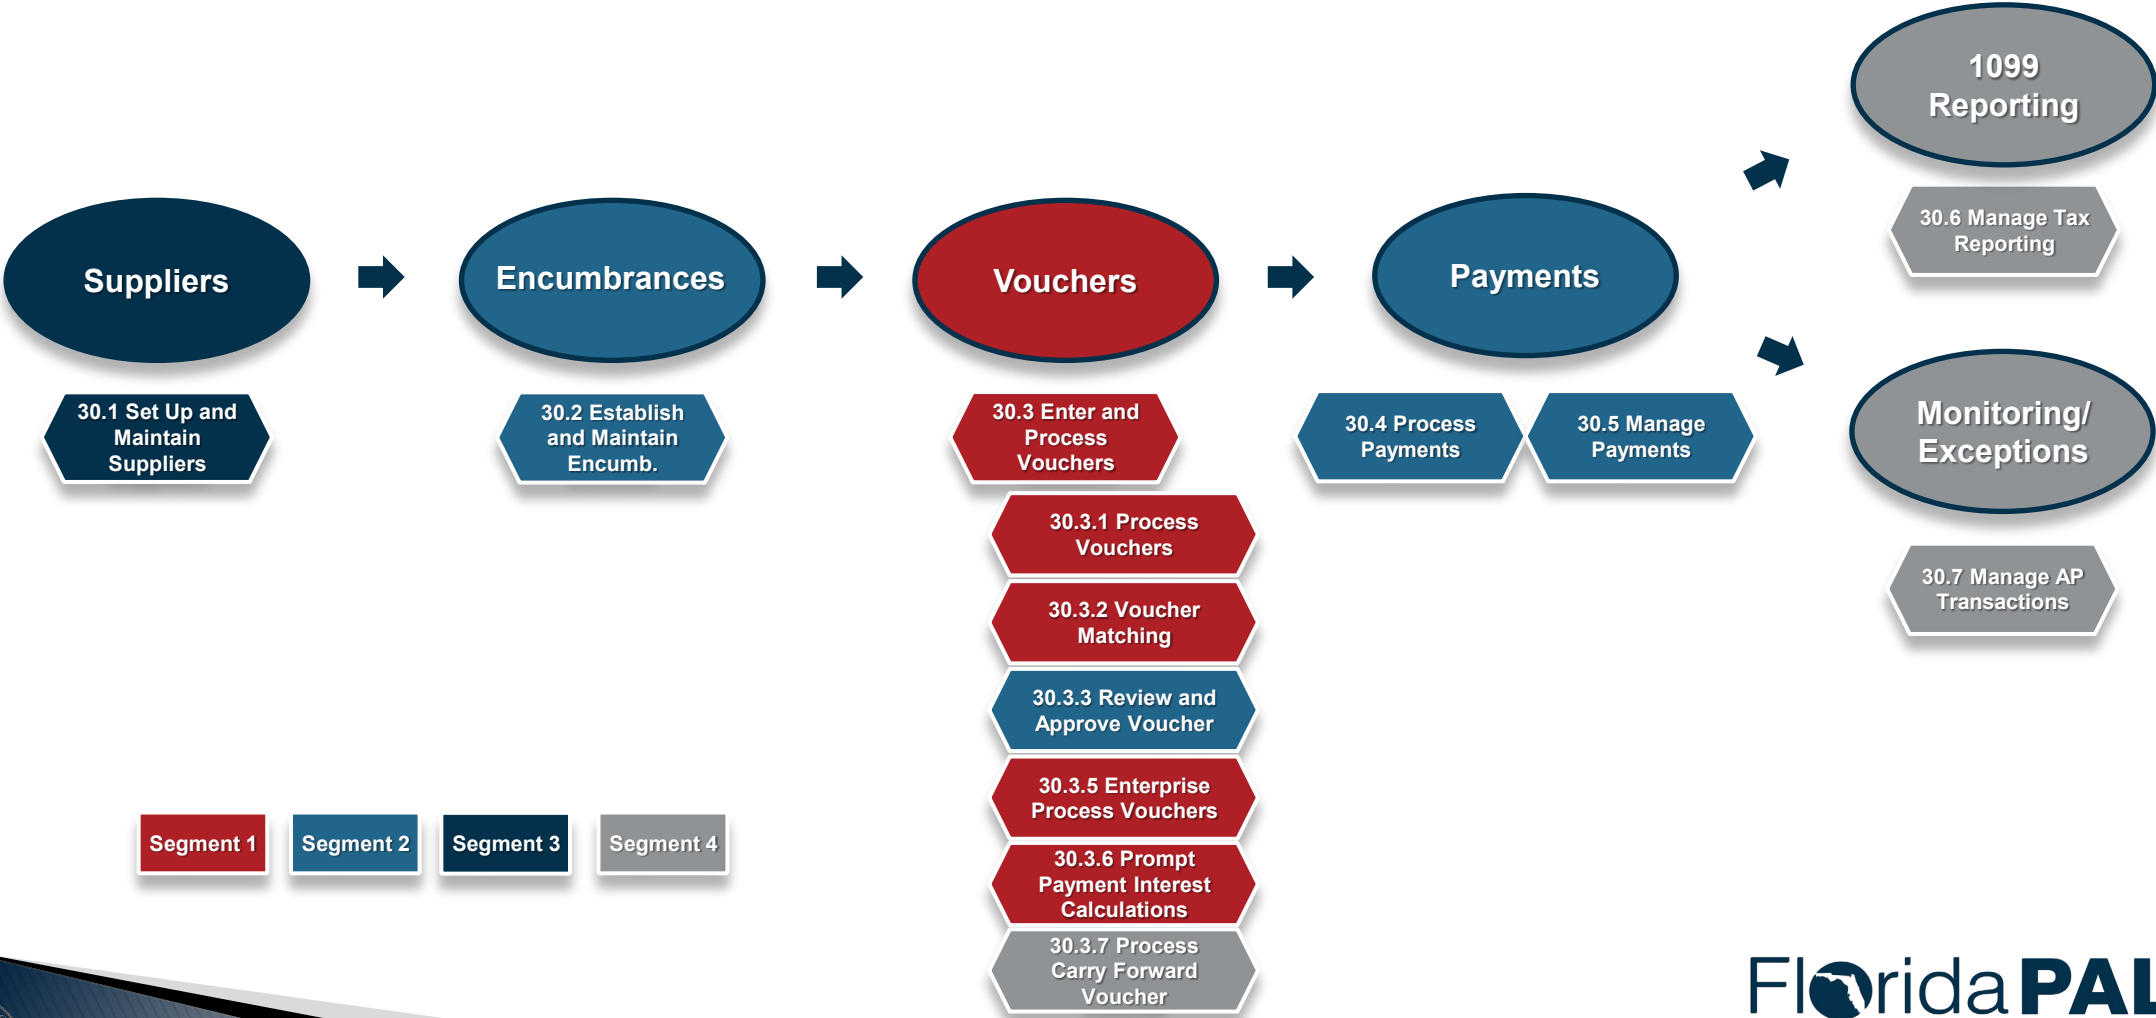 1099
Reporting
30.6 Manage Tax
Reporting
Suppliers
Encumbrances
Vouchers
Payments
30.1 Set Up and
Maintain
Suppliers
30.2 Establish
and Maintain
Encumb.
30.3 Enter and
Process
Vouchers
30.4 Process
Payments
30.5 Manage
Payments
Monitoring/
Exceptions
30.7 Manage AP
Transactions
30.3.1 Process
Vouchers
30.3.2 Voucher
Matching
30.3.3 Review and
Approve Voucher
30.3.5 Enterprise
Process Vouchers
30.3.6 Prompt
Payment Interest
Calculations
30.3.7 Process
Carry Forward
Voucher
Segment 1
Segment 2
Segment 3
Segment 4
Florida PAL